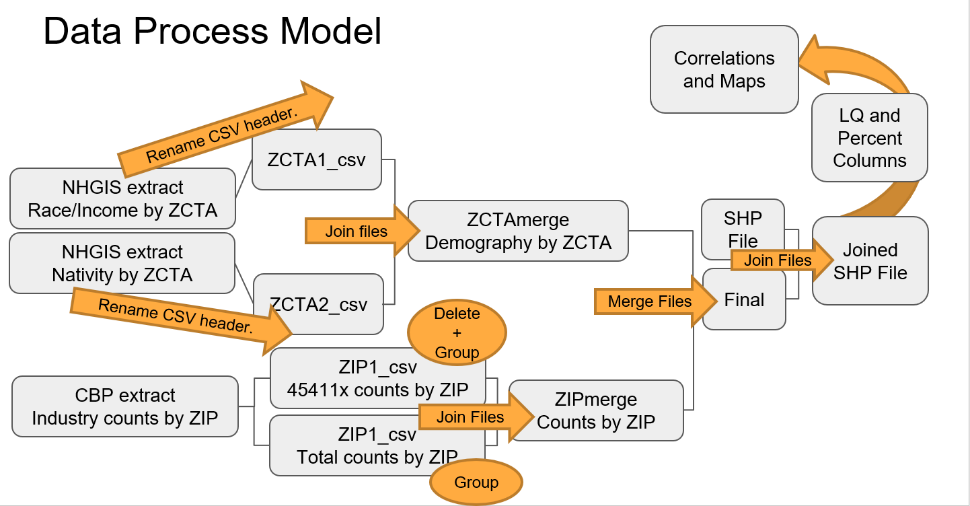 Data Process Model
Correlations
and Maps
LQ and
Percent
Columns
Rename CSV header.
ZCTA1_csv
NHGIS extract
Race/Income by ZCTA
Join files
ZCTAmerge
Demography by ZCTA
SHP
File
Join Files
Joined
SHP File
NHGIS extract
Nativity by ZCTA
ZCTA2_csv
Rename CSV header.
Merge Files
Final
Delete
+
Group
ZIP1_csv
45411x counts by ZIP
CBP extract
Industry counts by ZIP
Join Files
ZIPmerge
Counts by ZIP
ZIP1_csv
Total counts by ZIP
Group